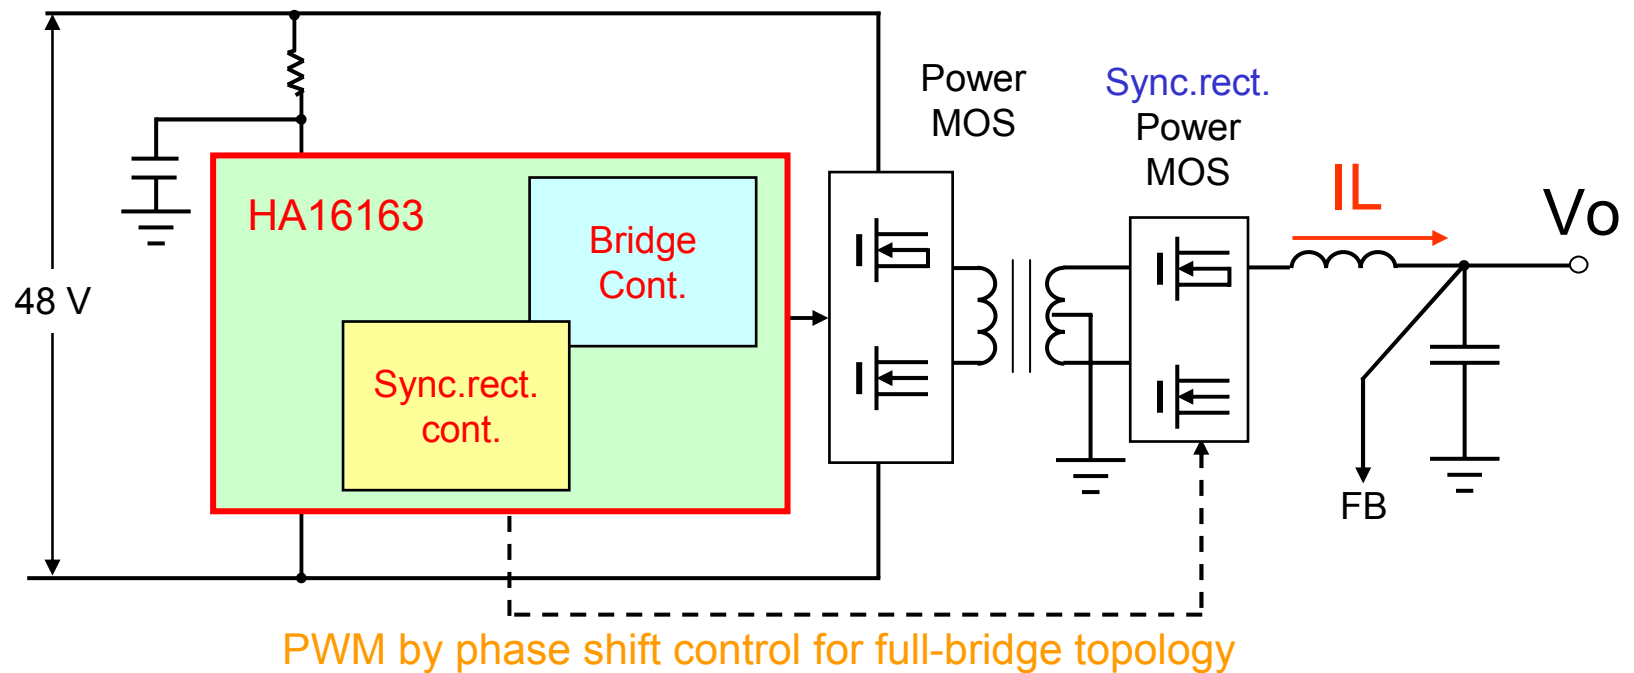 48 V
HA16163
Bridge
Cont.
Sync.rect.
cont.
Power
MOS
Sync.rect.
Power
MOS
IL
Vo
FB
PWM by phase shift control for full-bridge topology